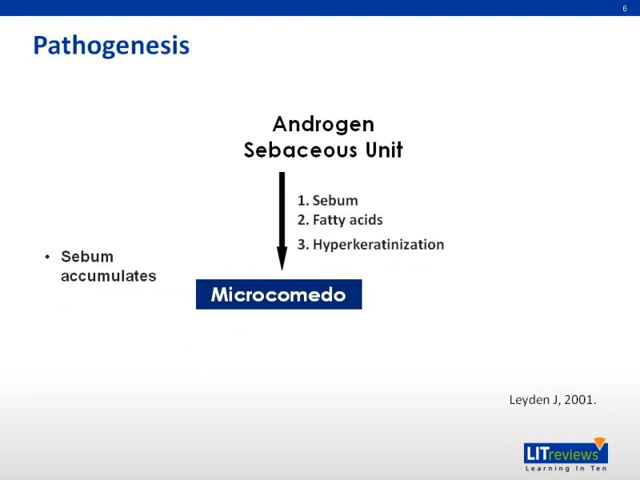 6
Pathogenesis
Androgen
Sebaceous Unit
1. Sebum
2. Fatty acids
3. Hyperkeratinization
• Sebum
accumulates
Microcomedo
Leyden J, 2001.
LITreviews
Learning In Ten